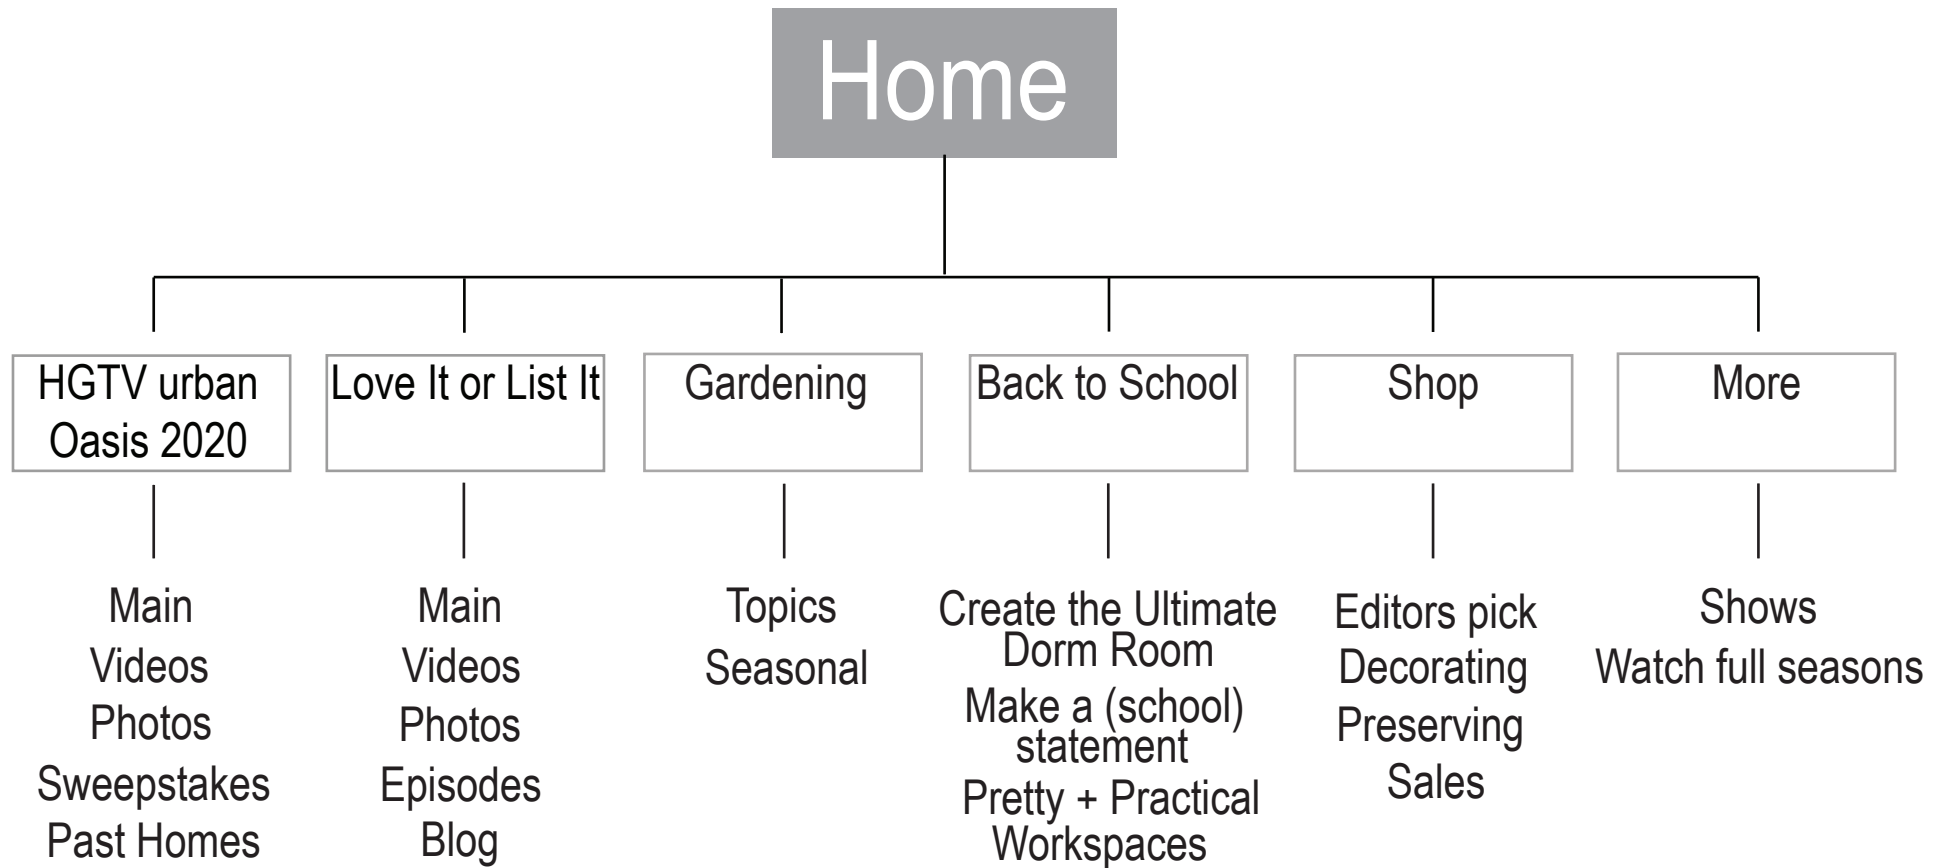 Home
HGTV urban
Oasis 2020
Love It or List It
Gardening
Back to School
Shop
More
Main
Videos
Photos
Sweepstakes
Past Homes
Main
Videos
Photos
Episodes
Blog
Topics
Seasonal
Create the Ultimate
Dorm Room
Make a (school)
statement
Pretty + Practical
Workspaces
Editors pick
Decorating
Preserving
Sales
Shows
Watch full seasons